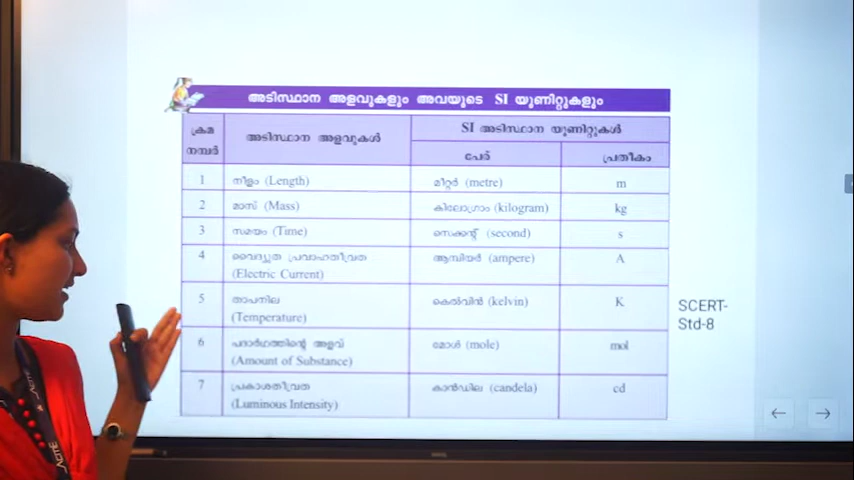 അടിസ്ഥാന അളവുകളും അവയുടെ SI യൂണിറ്റുകളും
ക്രമ നമ്പർ
അടിസ്ഥാന അളവുകൾ
SI അടിസ്ഥാന യൂണിറ്റുകൾ
പേര്
പ്രതീകം
1 നീളം (Length) മീറ്റർ (metre) m
2 മാസ് (Mass) കിലോഗ്രാം (kilogram) kg
3 സമയം (Time) സെക്കന്റ് (second) s
4 വൈദ്യുത പ്രവാഹതീവ്രത ആമ്പിയർ (ampere) A
(Electric Current)
5 താപനില കെൽവിൻ (kelvin) K
(Temperature)
6 പദാർഥത്തിന്റെ അളവ് മോൾ (mole) mol
(Amount of Substance)
7 പ്രകാശതീവ്രത കാൻഡില (candela) cd
(Luminous Intensity)
SCERT-
Std-8